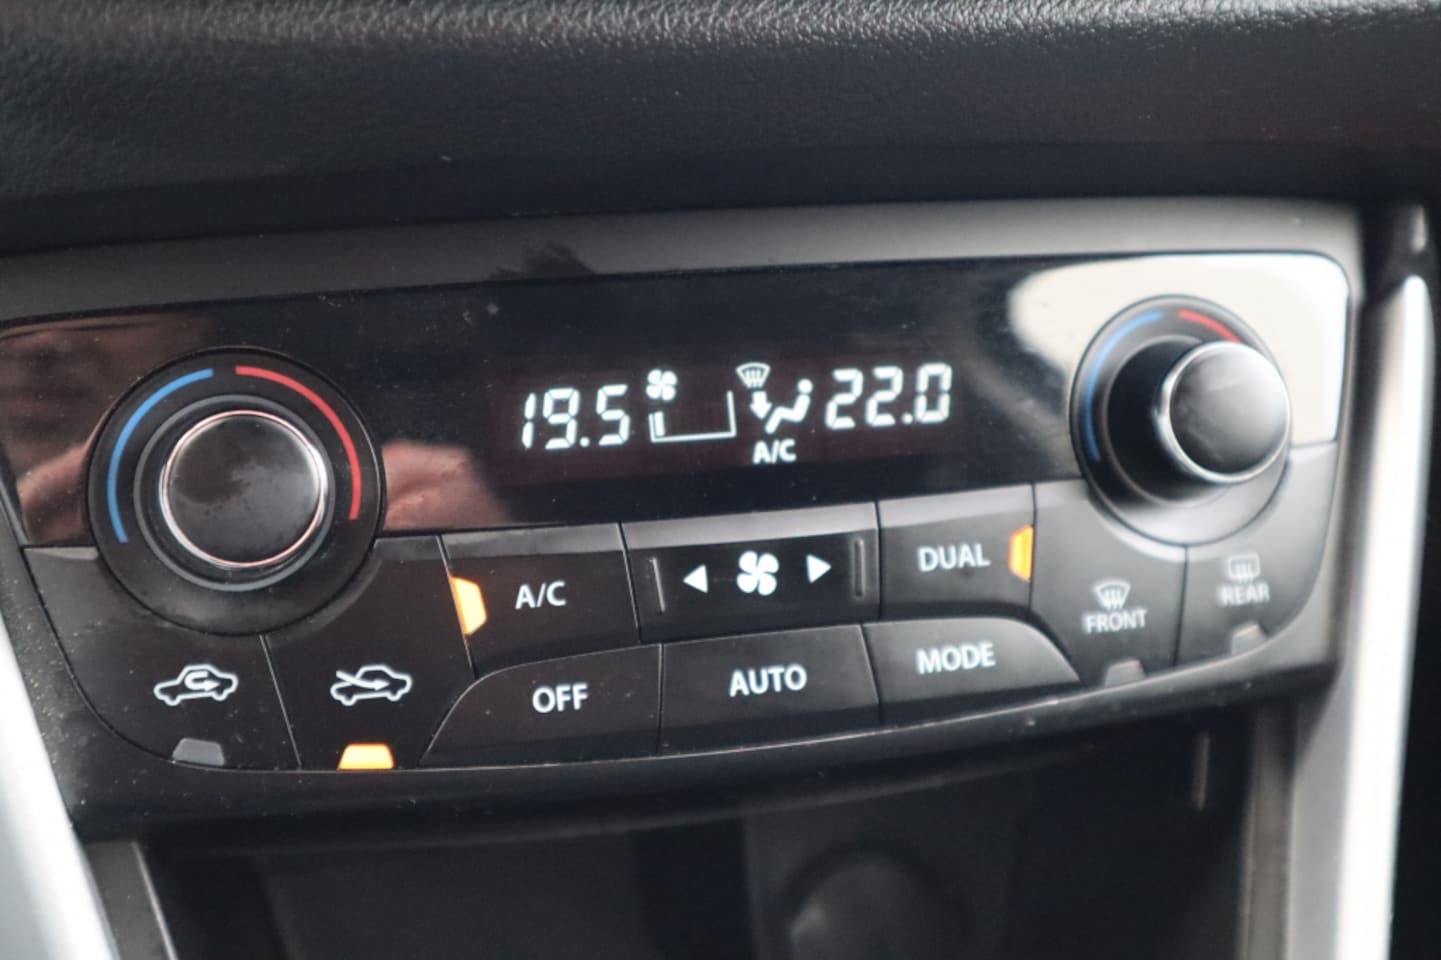 19.5 22.0
A/C
A/C
DUAL
FRONT
REAR
OFF
AUTO
MODE